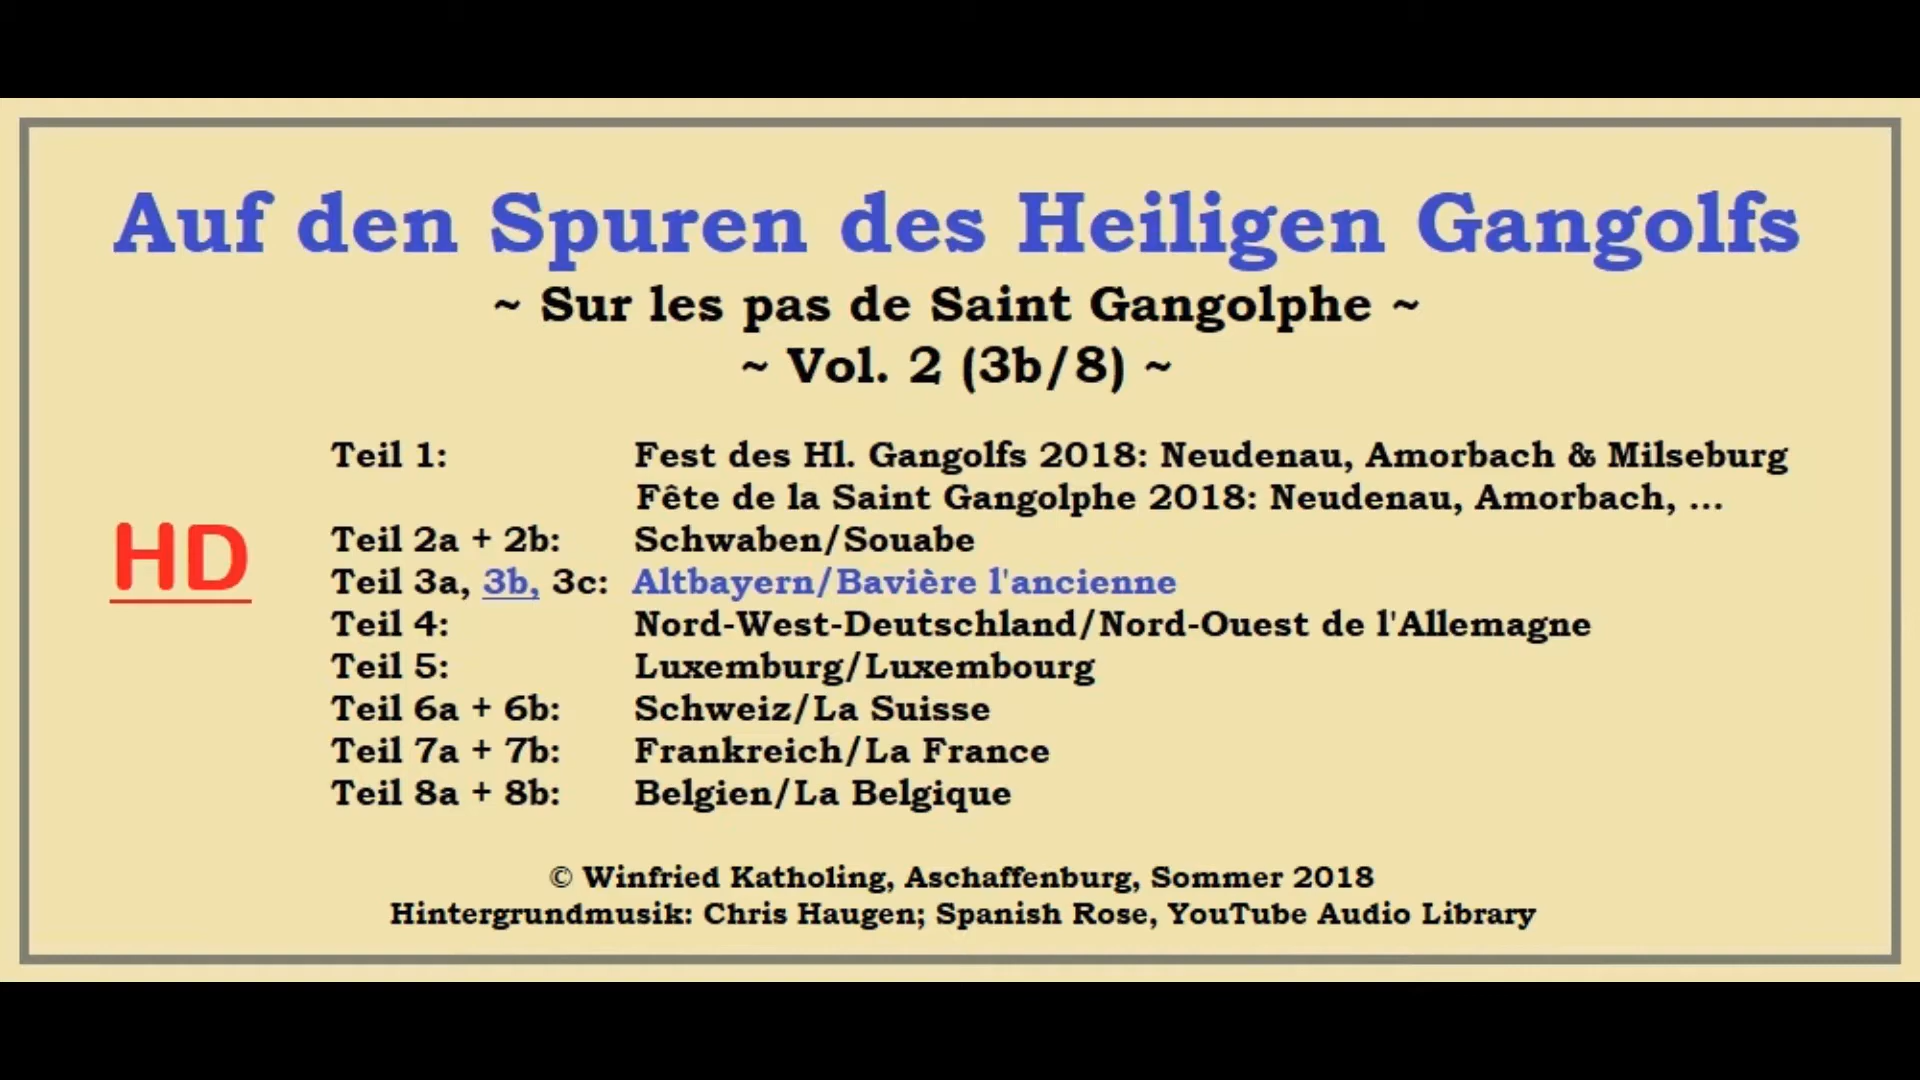 Auf den Spuren des Heiligen Gangolfs
~ Sur les pas de Saint Gangolphe ~
~ Vol. 2 (3b/8) ~
Teil 1: Fest des Hl. Gangolfs 2018: Neudenau, Amorbach & Milseburg
Fête de la Saint Gangolphe 2018: Neudenau, Amorbach, ...
HD
Teil 2a + 2b: Schwaben/Souabe
Teil 3a, 3b, 3c: Altbayern/Bavière l'ancienne
Teil 4: Nord-West-Deutschland/Nord-Ouest de l'Allemagne
Teil 5: Luxemburg/Luxembourg
Teil 6a + 6b: Schweiz/La Suisse
Teil 7a + 7b: Frankreich/La France
Teil 8a + 8b: Belgien/La Belgique
© Winfried Katholing, Aschaffenburg, Sommer 2018
Hintergrundmusik: Chris Haugen; Spanish Rose, YouTube Audio Library